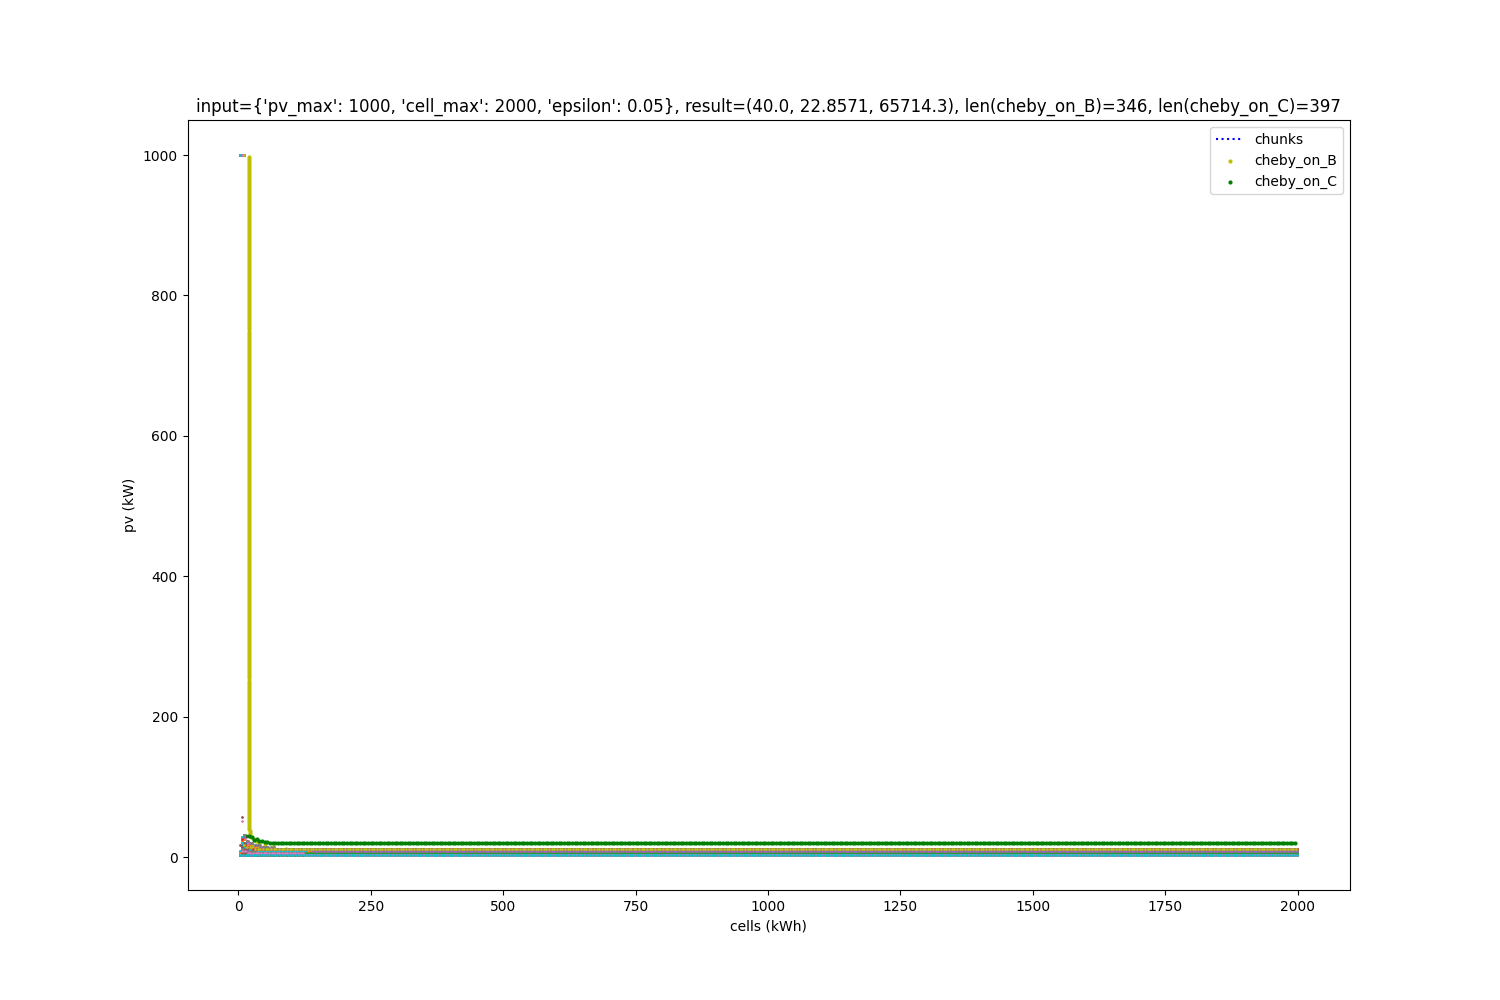 input={'pv_max': 1000, 'cell_max': 2000, 'epsilon': 0.05}, result=(40.0, 22.8571, 65714.3), len(cheby_on_B)=346, len(cheby_on_C)=397
chunks
cheby_on_B
cheby_on_C
1000
800
600
400
200
0
pv (kW)
0 250 500 750 1000 1250 1500 1750 2000
cells (kWh)